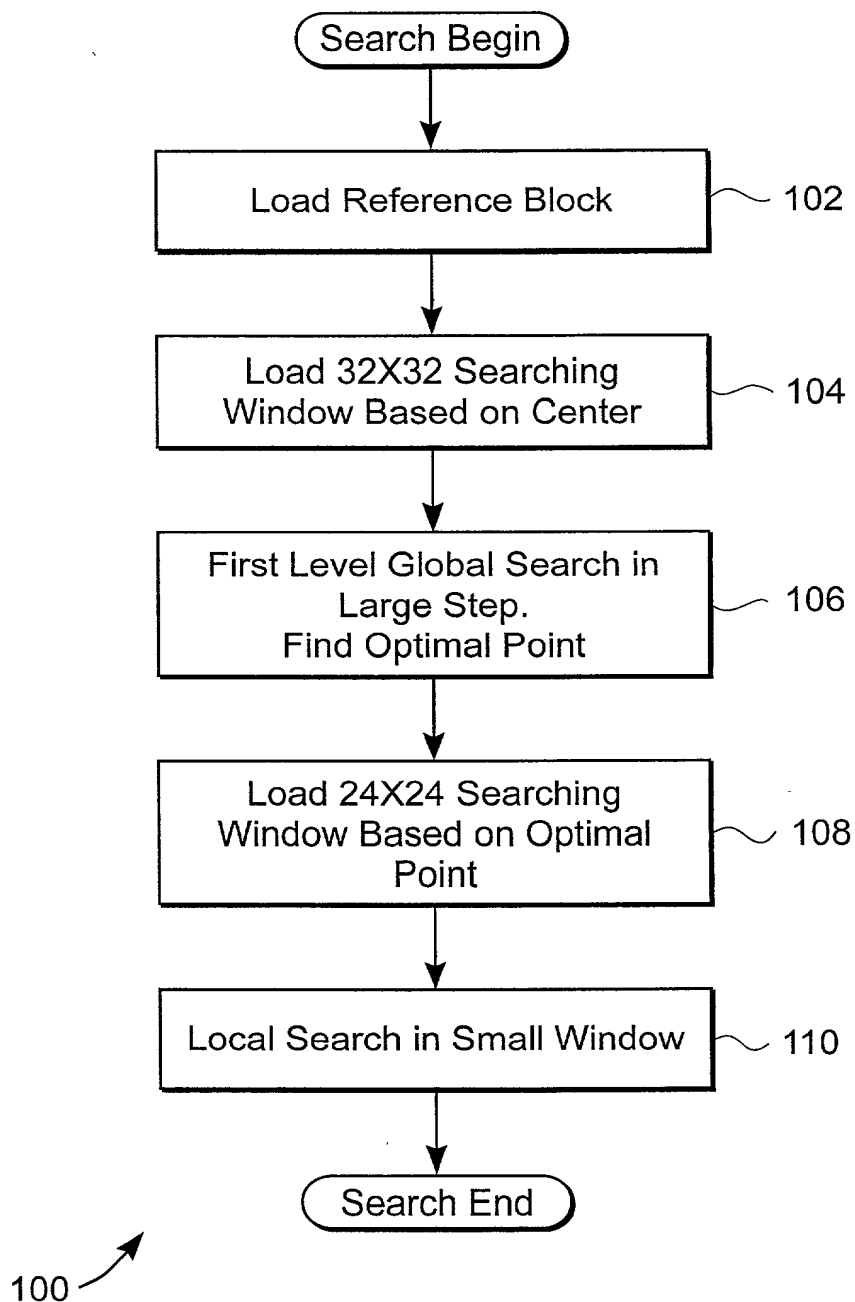 Search Begin
Load Reference Block
102
Load 32X32 Searching
Window Based on Center
104
First Level Global Search in
Large Step.
Find Optimal Point
106
Load 24X24 Searching
Window Based on Optimal
Point
108
Local Search in Small Window
110
Search End
100